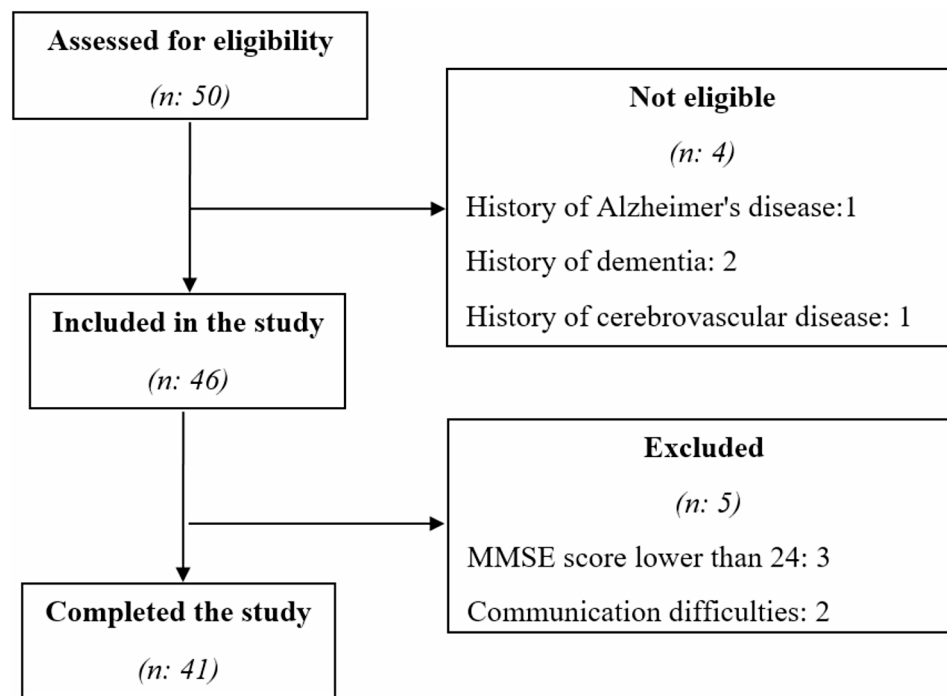 Assessed for eligibility
(n: 50)
Not eligible
(n: 4)
History of Alzheimer's disease:1
History of dementia: 2
History of cerebrovascular disease: 1
Included in the study
(n: 46)
Excluded
(n: 5)
MMSE score lower than 24: 3
Communication difficulties: 2
Completed the study
(n: 41)